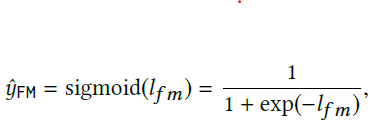 ŷ_FM = sigmoid(l_fm) = 1 / (1 + exp(−l_fm)),